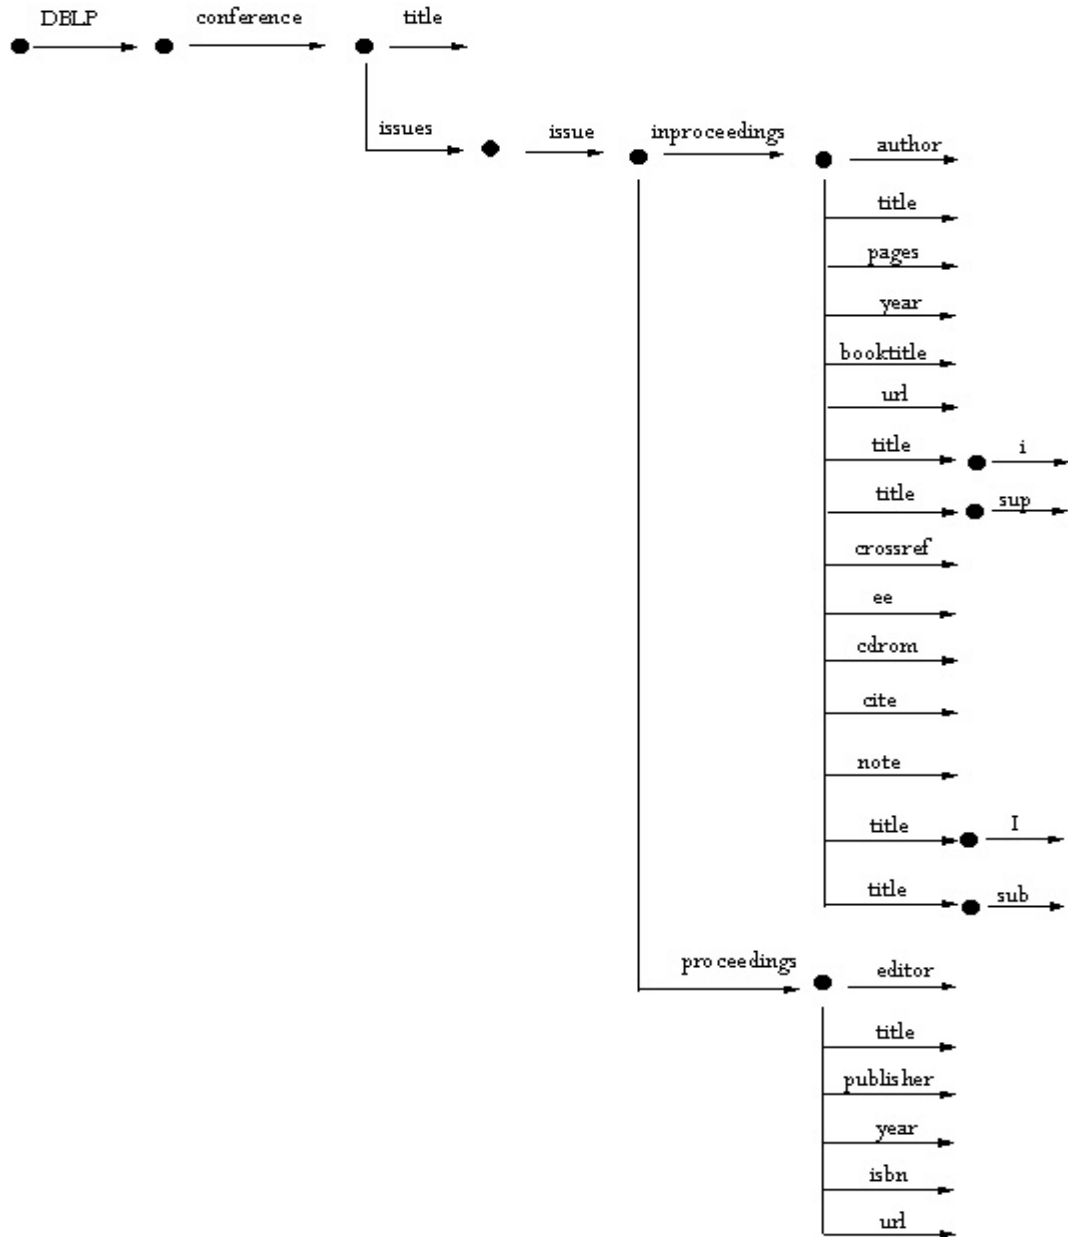 DBLP conference title
issues issue inproceedings author
title
pages
year
booktitle
url
title i
title sup
crossref
ee
cdrom
cite
note
title I
title sub
proceedings editor
title
publisher
year
isbn
url